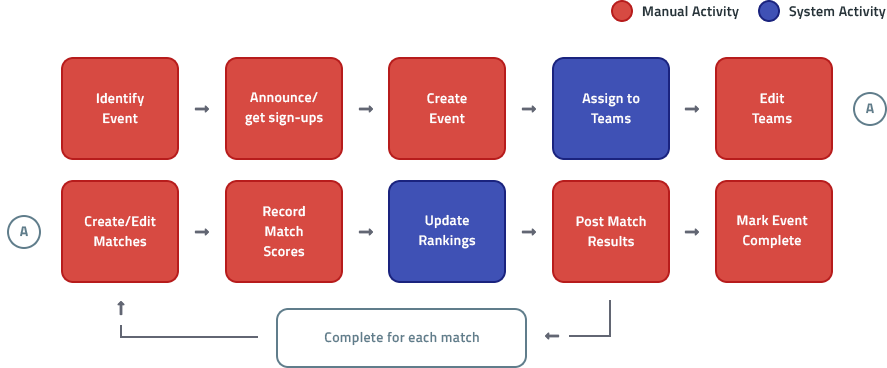 Manual Activity
System Activity
Identify
Event
Announce/
get sign-ups
Create
Event
Assign to
Teams
Edit
Teams
A
A
Create/Edit
Matches
Record
Match
Scores
Update
Rankings
Post Match
Results
Mark Event
Complete
Complete for each match